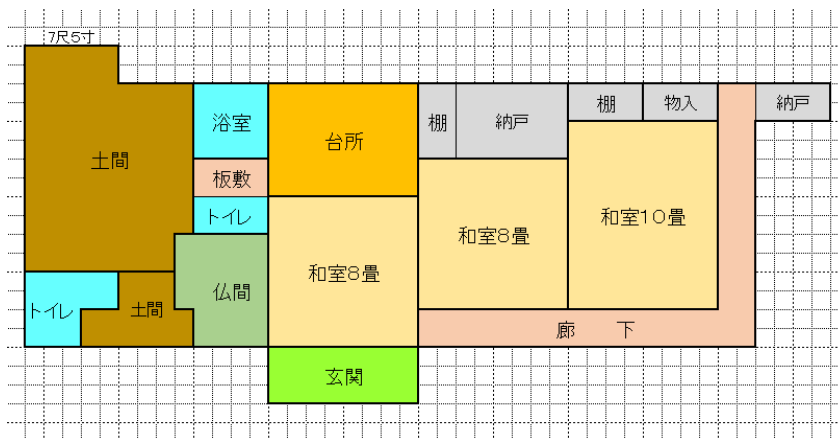 7尺5寸
浴室
台所
棚
納戸
棚
物入
納戸
土間
板敷
トイレ
和室8畳
和室10畳
仏間
和室8畳
トイレ
土間
廊 下
玄関